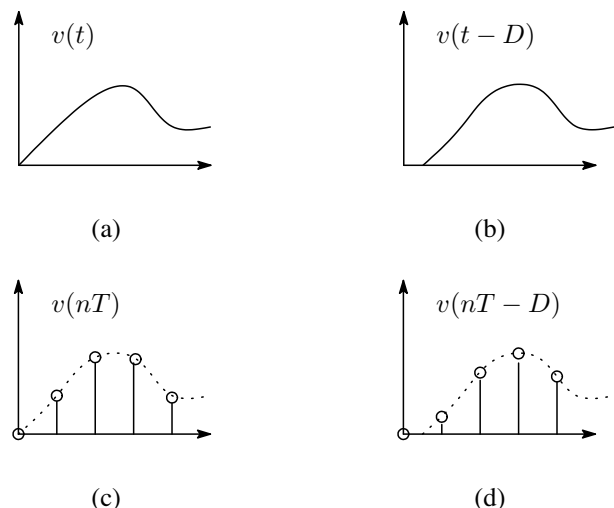 v(t)
v(t − D)
(a)
(b)
v(nT)
v(nT − D)
(c)
(d)